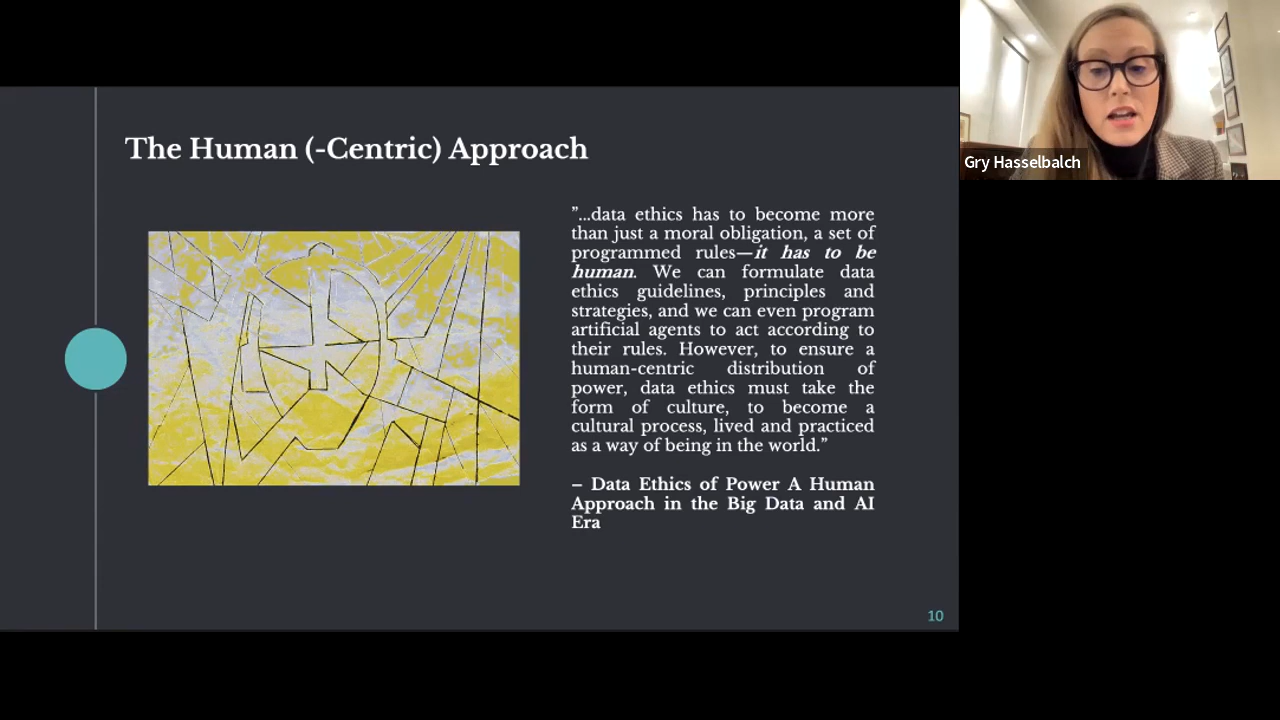 The Human (-Centric) Approach
”...data ethics has to become more
than just a moral obligation, a set of
programmed rules—it has to be
human. We can formulate data
ethics guidelines, principles and
strategies, and we can even program
artificial agents to act according to
their rules. However, to ensure a
human-centric distribution of
power, data ethics must take the
form of culture, to become a
cultural process, lived and practiced
as a way of being in the world.”
– Data Ethics of Power A Human
Approach in the Big Data and AI
Era
10
Gry Hasselbalch